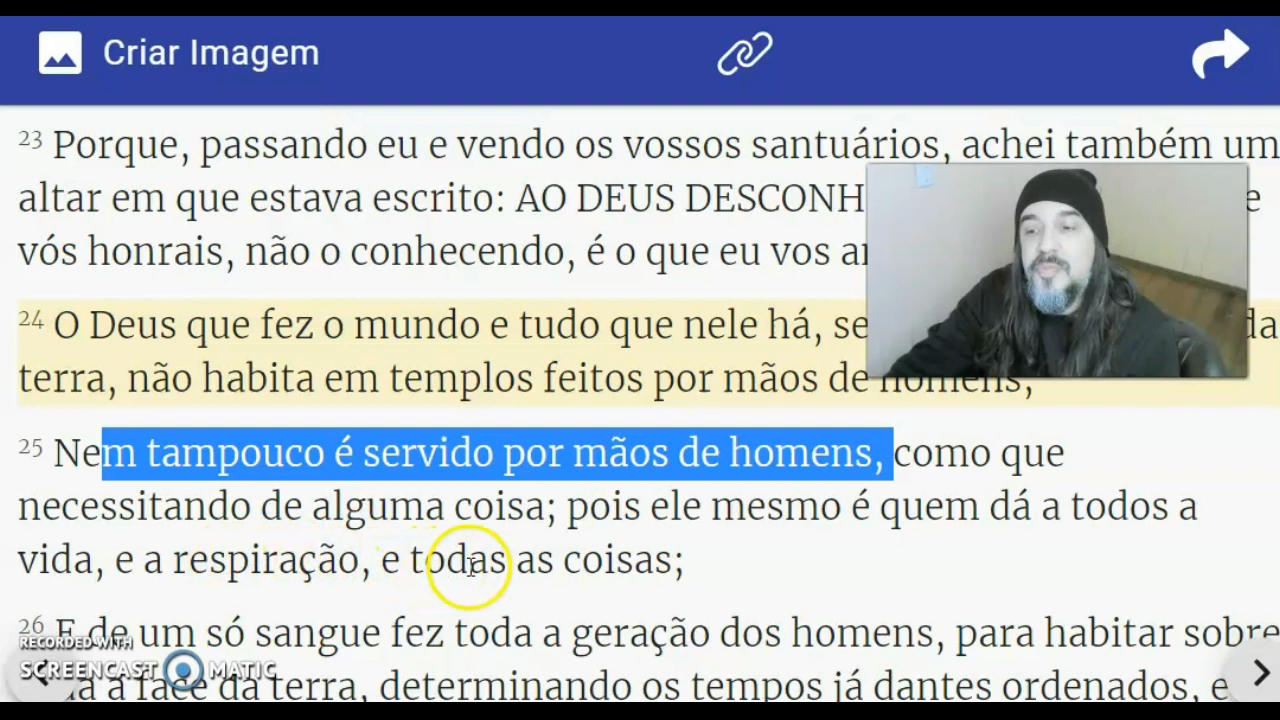 Criar Imagem
23 Porque, passando eu e vendo os vossos santuários, achei também um
altar em que estava escrito: AO DEUS DESCONH e
vós honrais, não o conhecendo, é o que eu vos
24 O Deus que fez o mundo e tudo que nele há, da
terra, não habita em templos feitos por mãos de homens,
25 Nem tampouco é servido por mãos de homens, como que
necessitando de alguma coisa; pois ele mesmo é quem dá a todos a
vida, e a respiração, e todas as coisas;
26 E de um só sangue fez toda a geração dos homens, para habitar sobre
a face da terra, determinando os tempos já dantes ordenados, e
RECORDED WITH
SCREENCAST MATIC